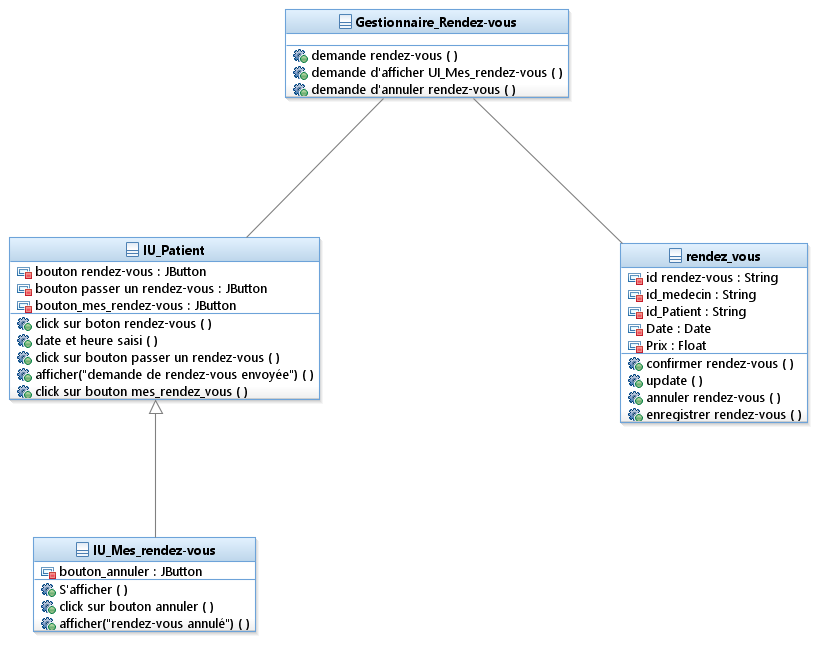 Gestionnaire_Rendez-vous
demande rendez-vous ( )
demande d'afficher UI_Mes_rendez-vous ( )
demande d'annuler rendez-vous ( )
IU_Patient
bouton rendez-vous : JButton
bouton passer un rendez-vous : JButton
bouton_mes_rendez-vous : JButton
click sur boton rendez-vous ( )
date et heure saisi ( )
click sur bouton passer un rendez-vous ( )
afficher("demande de rendez-vous envoyée") ( )
click sur bouton mes_rendez_vous ( )
rendez_vous
id rendez-vous : String
id_medecin : String
id_Patient : String
Date : Date
Prix : Float
confirmer rendez-vous ( )
update ( )
annuler rendez-vous ( )
enregistrer rendez-vous ( )
IU_Mes_rendez-vous
bouton_annuler : JButton
S'afficher ( )
click sur bouton annuler ( )
afficher("rendez-vous annulé") ( )